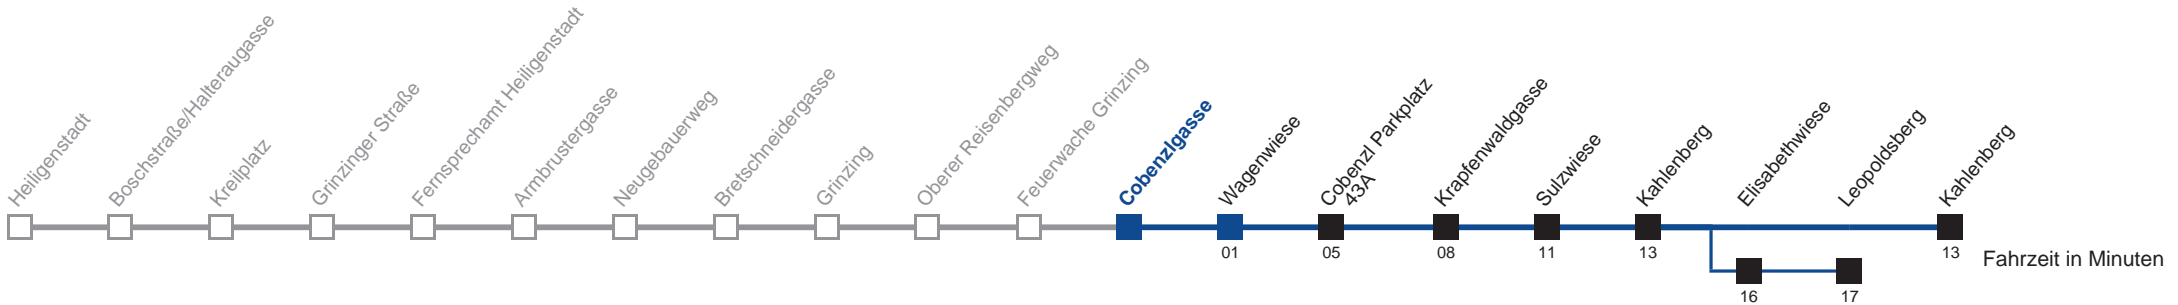 Heiligenstadt
Boschstraße/Halteraugasse
Kreilplatz
Grinzinger Straße
Fernsprechamt Heiligenstadt
Armbrustergasse
Neugebauerweg
Bretschneidergasse
Grinzing
Oberer Reisenbergweg
Feuerwache Grinzing
Cobenzlgasse
Wagenwiese
Cobenzl Parkplatz
43A
Krapfenwaldgasse
Sulzwiese
Kahlenberg
Elisabethwiese
Leopoldsberg
Kahlenberg
01 05 08 11 13 13
Fahrzeit in Minuten
16 17